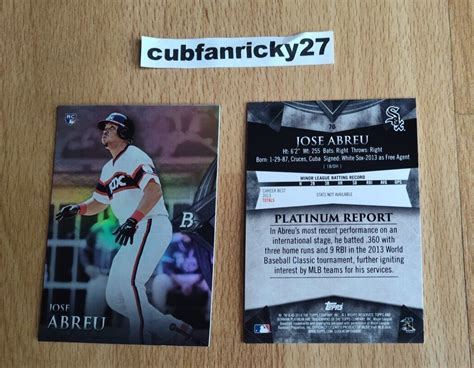 cubfanricky27
RC
SOX
B
JOSE
ABREU
Sox
76
JOSE ABREU
Ht: 6'2" Wt: 255 Bats: Right Throws: Right
Born: 1-29-87, Cruces, Cuba Signed: White Sox-2013 as Free Agent
MINOR LEAGUE BATTING RECORD
CAREER BEST
2013
TOTALS
STATS NOT AVAILABLE
PLATINUM REPORT
In Abreu's most recent performance on an
international stage, he batted .360 with
three home runs and 9 RBI in the 2013 World
Baseball Classic tournament, further igniting
interest by MLB teams for his services.
Topps